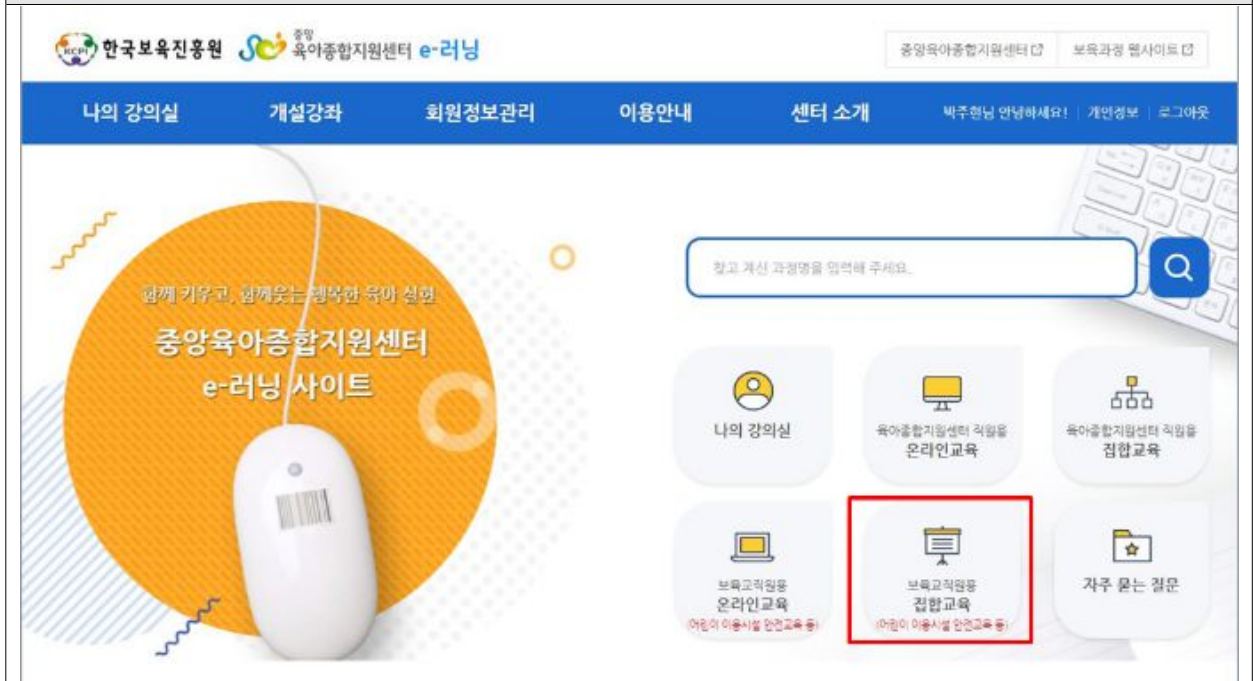 KCPI 한국보육진흥원 중앙 육아종합지원센터 e-러닝
중앙육아종합지원센터 보육과정 웹사이트
나의 강의실 개설강좌 회원정보관리 이용안내 센터 소개 박주현님 안녕하세요! 개인정보 로그아웃
찾고 계신 과정명을 입력해 주세요.
함께 키우고, 함께웃는 행복한 육아 실현
중앙육아종합지원센터
e-러닝 사이트
나의 강의실
육아종합지원센터 직원용
온라인교육
육아종합지원센터 직원용
집합교육
보육교직원용
온라인교육
(어린이 이용시설 안전교육 등)
보육교직원용
집합교육
(어린이 이용시설 안전교육 등)
자주 묻는 질문